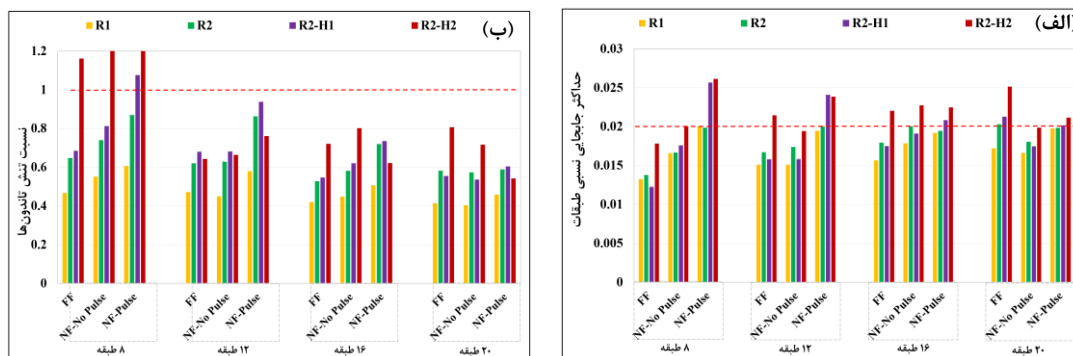 (ب)
R1 R2 R2-H1 R2-H2
نسبت تنش تاندون‌ها
1.2
1
0.8
0.6
0.4
0.2
0
FF NF-No Pulse NF-Pulse FF NF-No Pulse NF-Pulse FF NF-No Pulse NF-Pulse FF NF-No Pulse NF-Pulse
۸ طبقه ۱۲ طبقه ۱۶ طبقه ۲۰ طبقه
(الف)
R1 R2 R2-H1 R2-H2
حداکثر جابجایی نسبی طبقات
0.03
0.025
0.02
0.015
0.01
0.005
0
FF NF-No Pulse NF-Pulse FF NF-No Pulse NF-Pulse FF NF-No Pulse NF-Pulse FF NF-No Pulse NF-Pulse
۸ طبقه ۱۲ طبقه ۱۶ طبقه ۲۰ طبقه